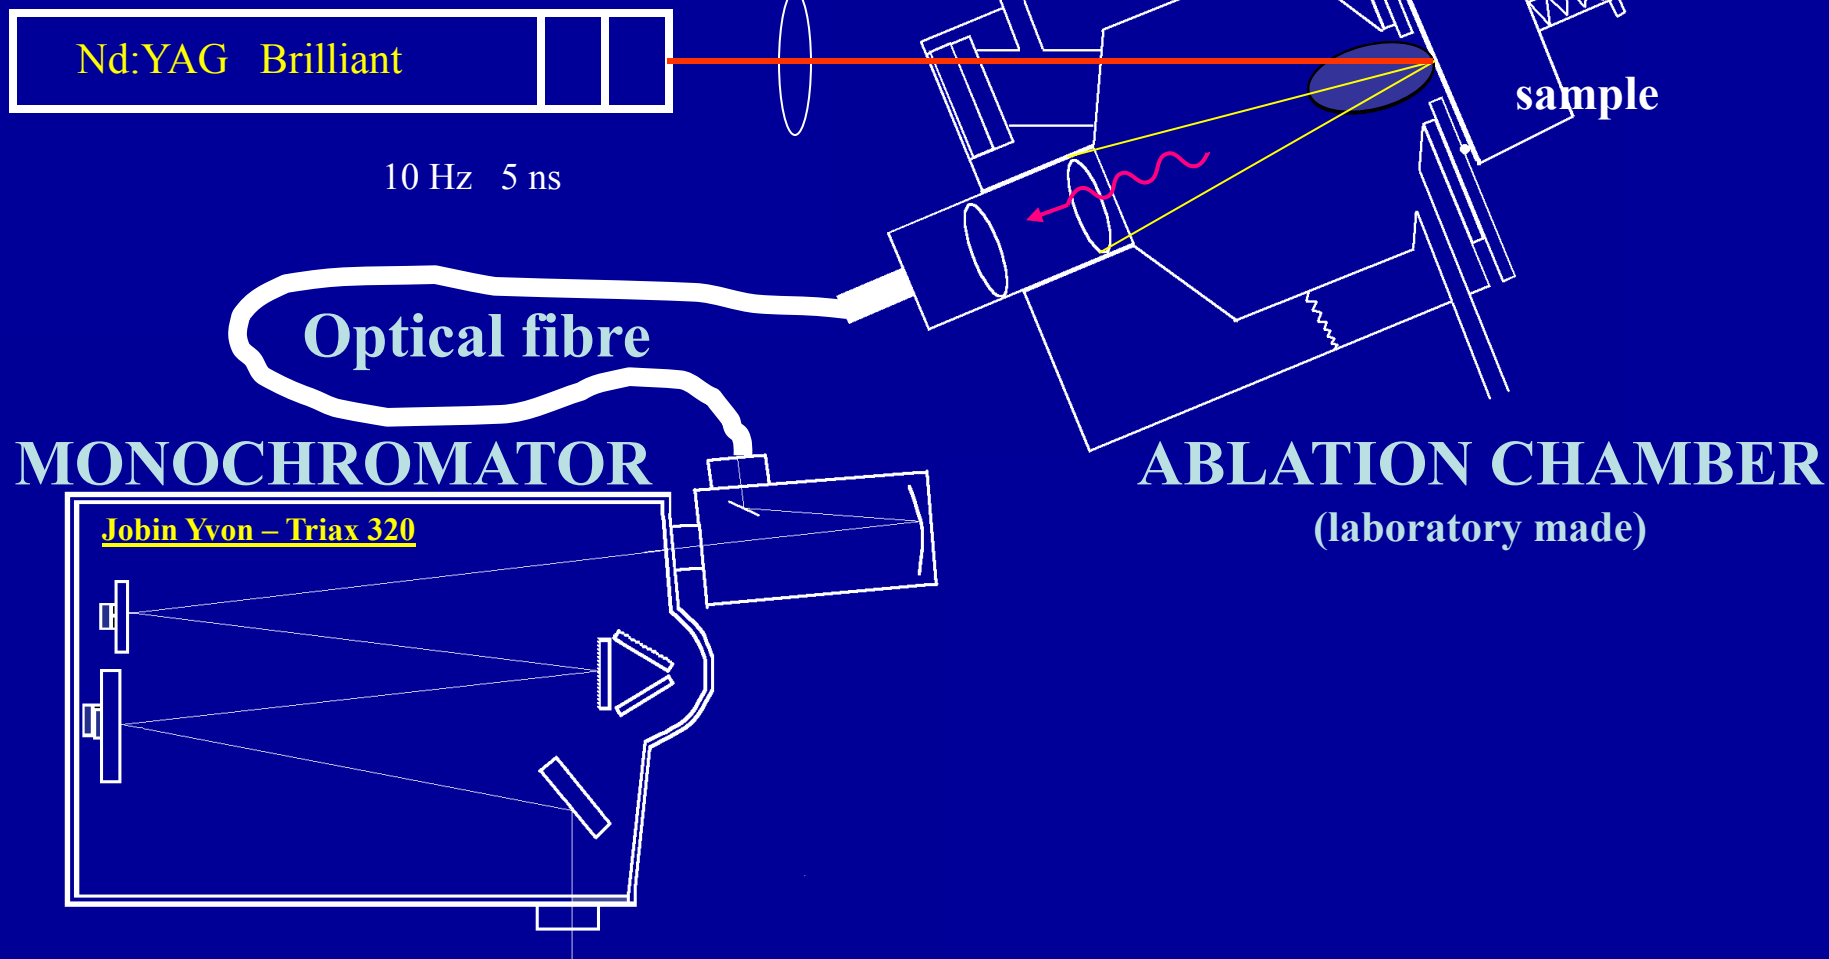 Nd:YAG Brilliant
sample
10 Hz 5 ns
Optical fibre
MONOCHROMATOR
ABLATION CHAMBER
Jobin Yvon – Triax 320
(laboratory made)